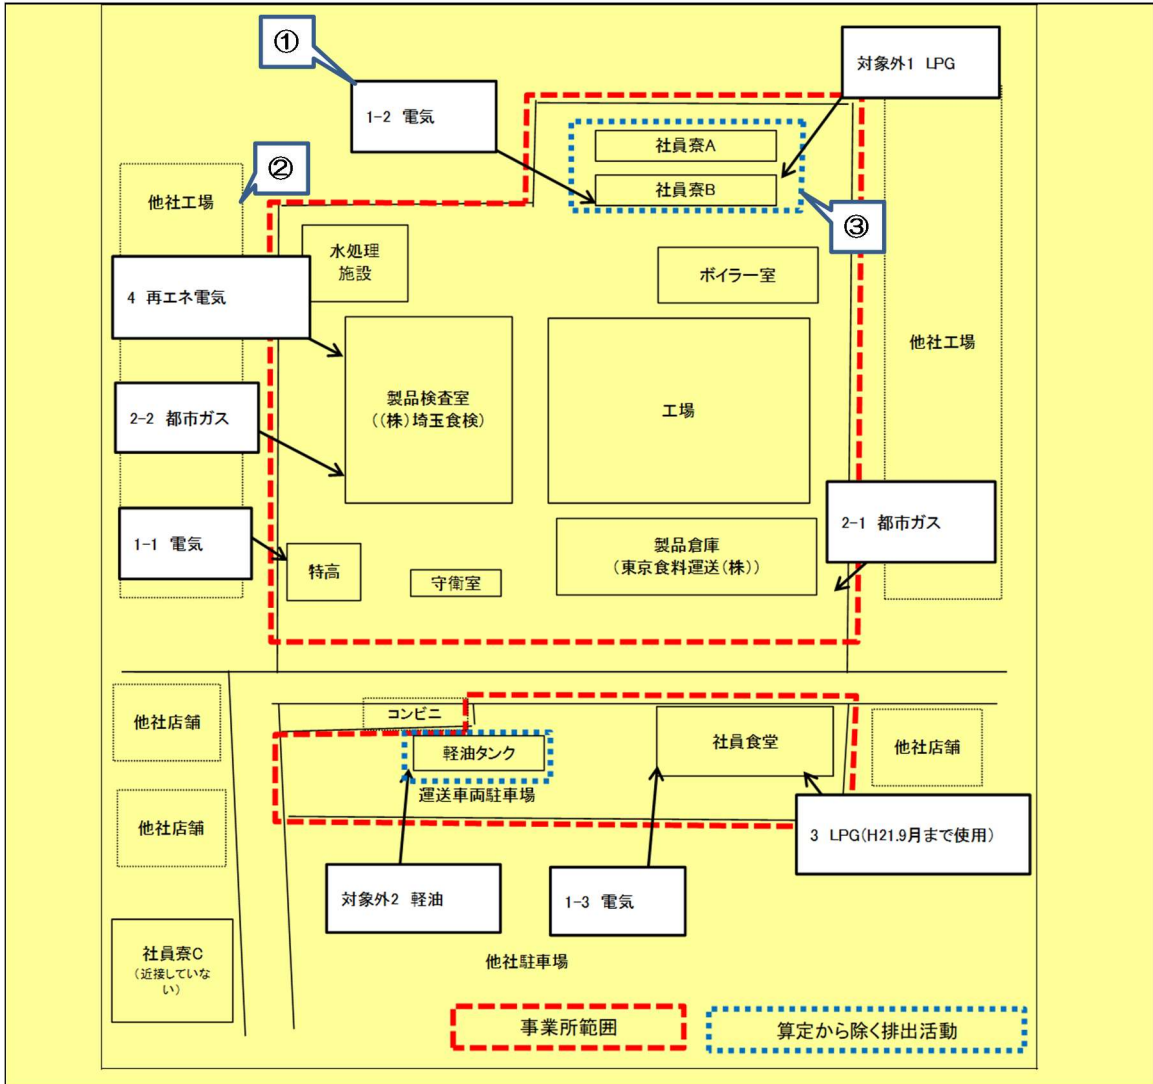 ①
対象外1 LPG
1-2 電気
社員寮A
②
社員寮B
他社工場
③
水処理
施設
ボイラー室
4 再エネ電気
他社工場
製品検査室
((株)埼玉食検)
工場
2-2 都市ガス
2-1 都市ガス
1-1 電気
製品倉庫
(東京食料運送(株))
特高
守衛室
コンビニ
他社店舗
社員食堂
他社店舗
軽油タンク
運送車両駐車場
他社店舗
3 LPG(H21.9月まで使用)
対象外2 軽油
1-3 電気
社員寮C
(近接していな
い)
他社駐車場
事業所範囲
算定から除く排出活動